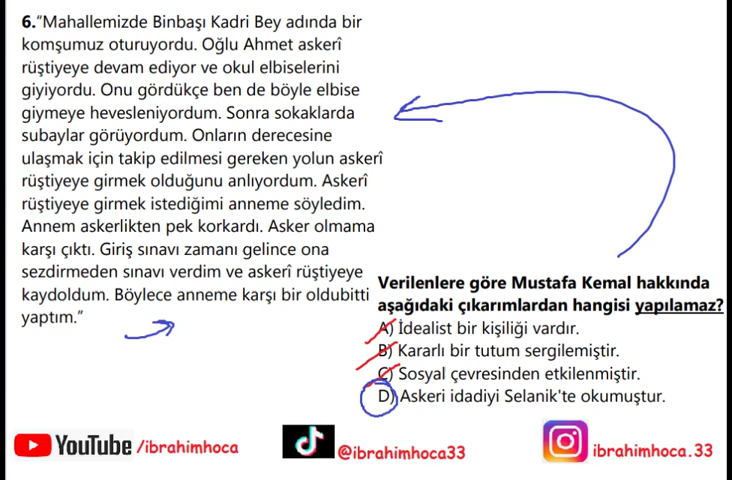 6."Mahallemizde Binbaşı Kadri Bey adında bir
komşumuz oturuyordu. Oğlu Ahmet askerî
rüştiyeye devam ediyor ve okul elbiselerini
giyiyordu. Onu gördükçe ben de böyle elbise
giymeye hevesleniyordum. Sonra sokaklarda
subaylar görüyordum. Onların derecesine
ulaşmak için takip edilmesi gereken yolun askerî
rüştiyeye girmek olduğunu anlıyordum. Askerî
rüştiyeye girmek istediğimi anneme söyledim.
Annem askerlikten pek korkardı. Asker olmama
karşı çıktı. Giriş sınavı zamanı gelince ona
sezdirmeden sınavı verdim ve askerî rüştiyeye
kaydoldum. Böylece anneme karşı bir oldubitti
yaptım."
Verilenlere göre Mustafa Kemal hakkında
aşağıdaki çıkarımlardan hangisi yapılamaz?
A) İdealist bir kişiliği vardır.
B) Kararlı bir tutum sergilemiştir.
C) Sosyal çevresinden etkilenmiştir.
D) Askeri idadiyi Selanik'te okumuştur.
YouTube /ibrahimhoca
@ibrahimhoca33
ibrahimhoca.33